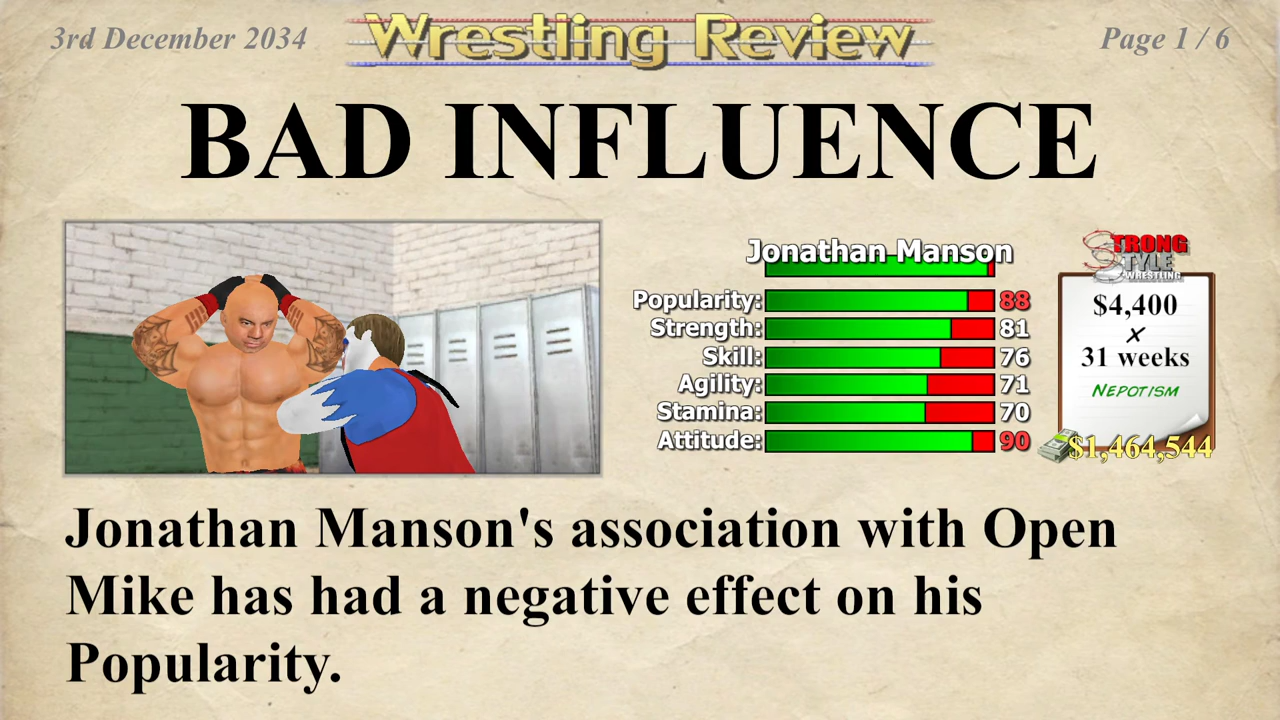 3rd December 2034
Wrestling Review
Page 1 / 6
BAD INFLUENCE
Jonathan Manson
Popularity: 88
Strength: 81
Skill: 76
Agility: 71
Stamina: 70
Attitude: 90
STRONG
STYLE
WRESTLING
$4,400
x
31 weeks
NEPOTISM
$1,464,544
Jonathan Manson's association with Open
Mike has had a negative effect on his
Popularity.